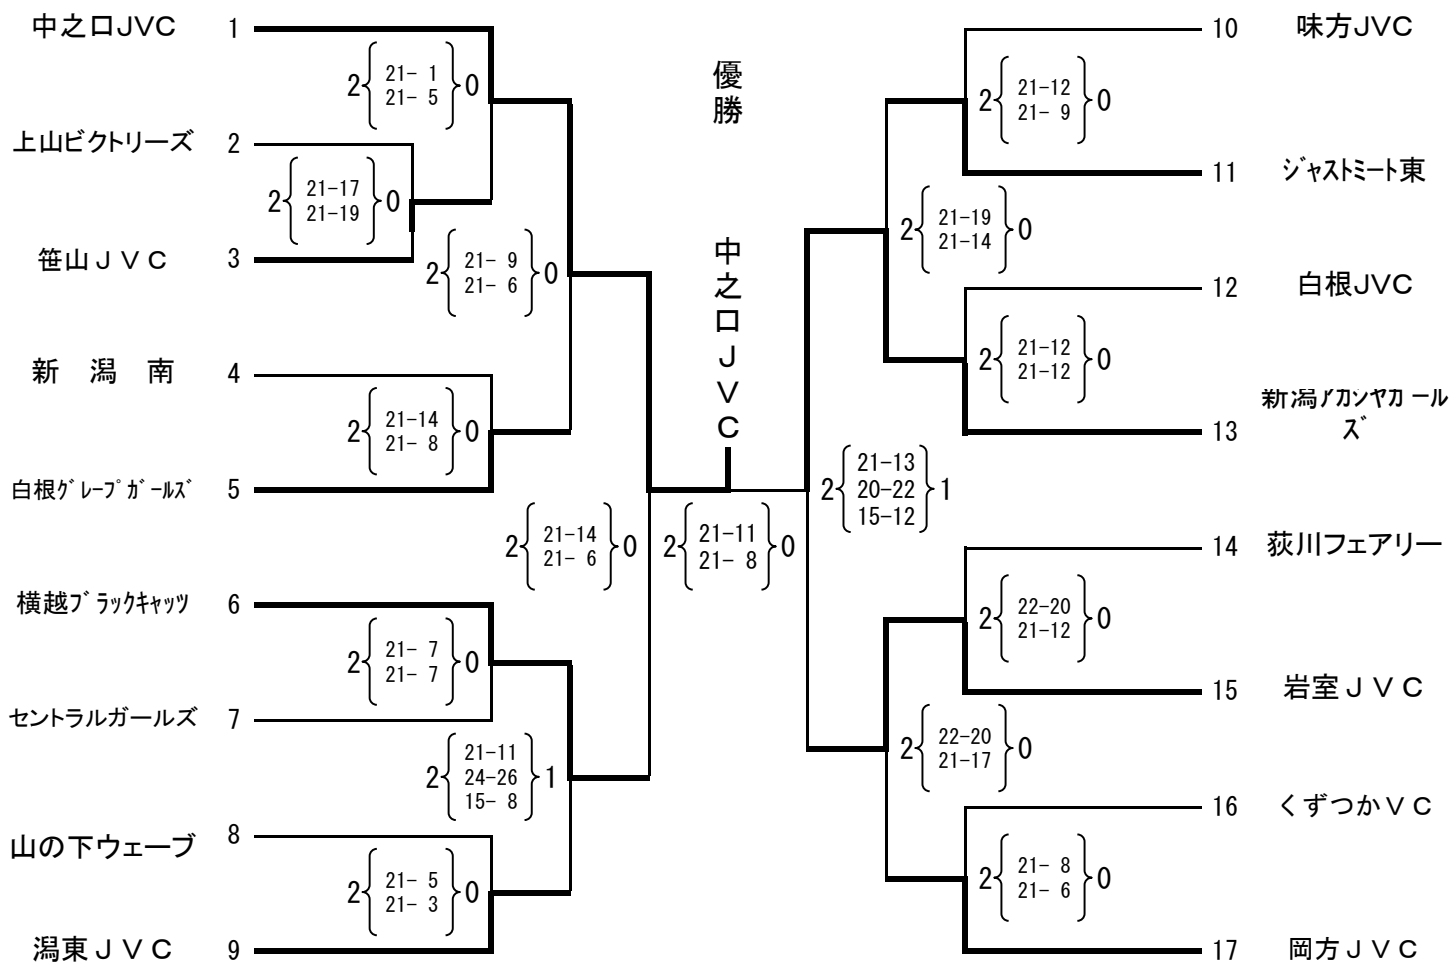 中之口JVC 1
2 21- 1 0
21- 5
上山ビクトリーズ 2
2 21-17 0
21-19
笹山JVC 3
2 21- 9 0
21- 6
新 潟 南 4
2 21-14 0
21- 8
白根グレープガールズ 5
2 21-14 0
21- 6
横越ブラックキャッツ 6
2 21- 7 0
21- 7
セントラルガールズ 7
2 21-11 1
24-26
15- 8
山の下ウェーブ 8
2 21- 5 0
21- 3
潟東JVC 9
優勝
中之口JVC
2 21-11 0
21- 8
10 味方JVC
2 21-12 0
21- 9
11 ジャストミート東
2 21-19 0
21-14
12 白根JVC
2 21-12 0
21-12
13 新潟アカシヤガールズ
2 21-13 1
20-22
15-12
14 荻川フェアリー
2 22-20 0
21-12
15 岩室JVC
2 22-20 0
21-17
16 くずつかVC
2 21- 8 0
21- 6
17 岡方JVC